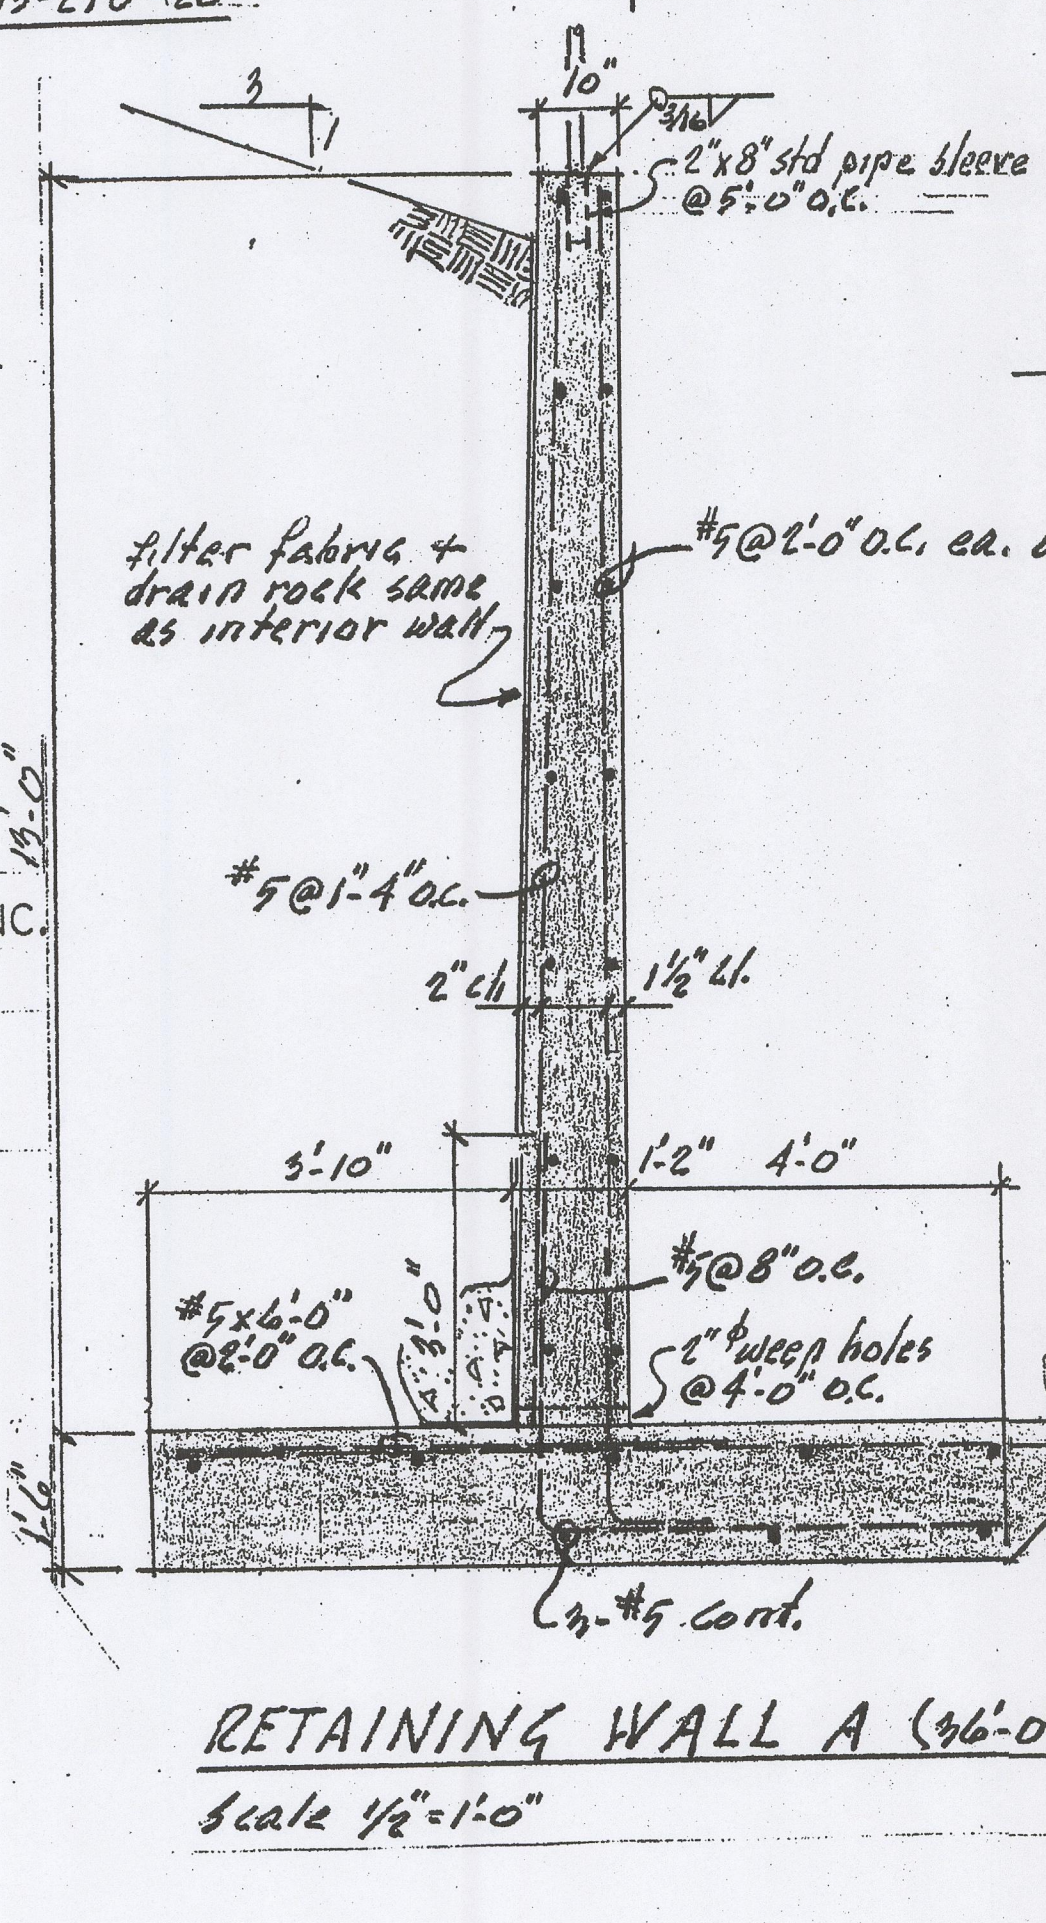 3
1
10"
3/16
2"x8" std pipe sleeve
@ 5'-0" o.c.
filter fabric +
drain rock same
as interior wall
#5@2'-0" O.C. ea.
13'-0"
#5@1"-4" o.c.
IC.
2" cl.
1½" cl.
3'-10"
1'-2"
4'-0"
#5@8" o.c.
#5x6'-0"
@2'-0" o.c.
3'-0"
2" ϕ weep holes
@ 4'-0" o.c.
1'-6"
3-#5 cont.
RETAINING WALL A (36'-0
Scale ½"=1'-0"